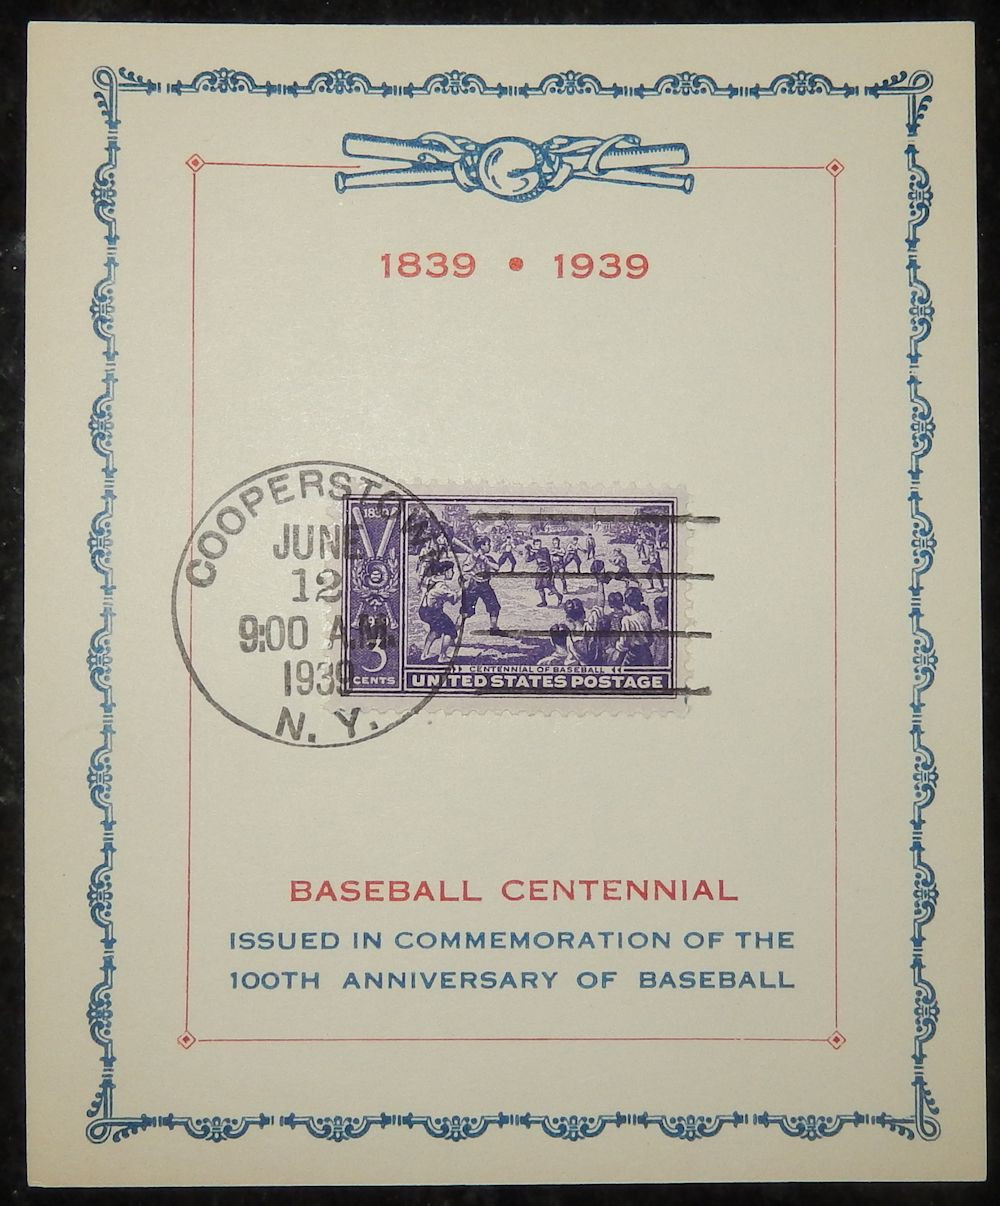 1839 • 1939
COOPERSTOWN
JUNE
12
9:00 A.M.
1939
N. Y.
1839
3
CENTS
CENTENNIAL OF BASEBALL
UNITED STATES POSTAGE
BASEBALL CENTENNIAL
ISSUED IN COMMEMORATION OF THE
100TH ANNIVERSARY OF BASEBALL